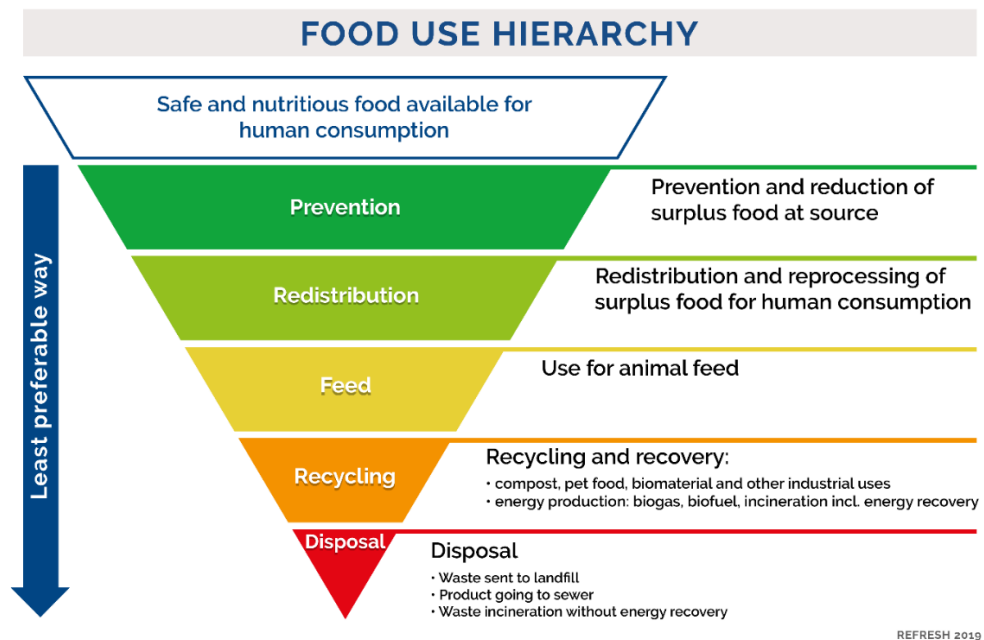 FOOD USE HIERARCHY
Safe and nutritious food available for
human consumption
Least preferable way
Prevention
Prevention and reduction of
surplus food at source
Redistribution
Redistribution and reprocessing of
surplus food for human consumption
Feed
Use for animal feed
Recycling
Recycling and recovery:
• compost, pet food, biomaterial and other industrial uses
• energy production: biogas, biofuel, incineration incl. energy recovery
Disposal
Disposal
• Waste sent to landfill
• Product going to sewer
• Waste incineration without energy recovery
REFRESH 2019